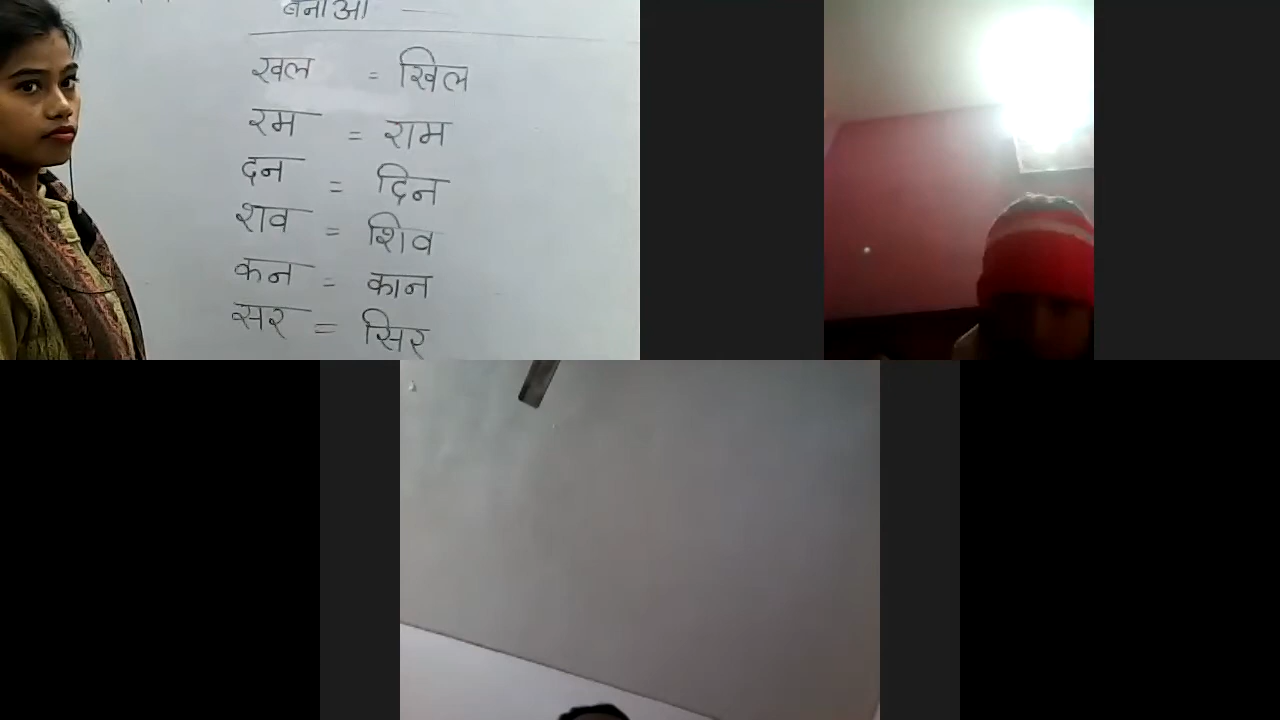 बनाओ
खल = खिल
रम = राम
दन = दिन
शव = शिव
कन = कान
सर = सिर